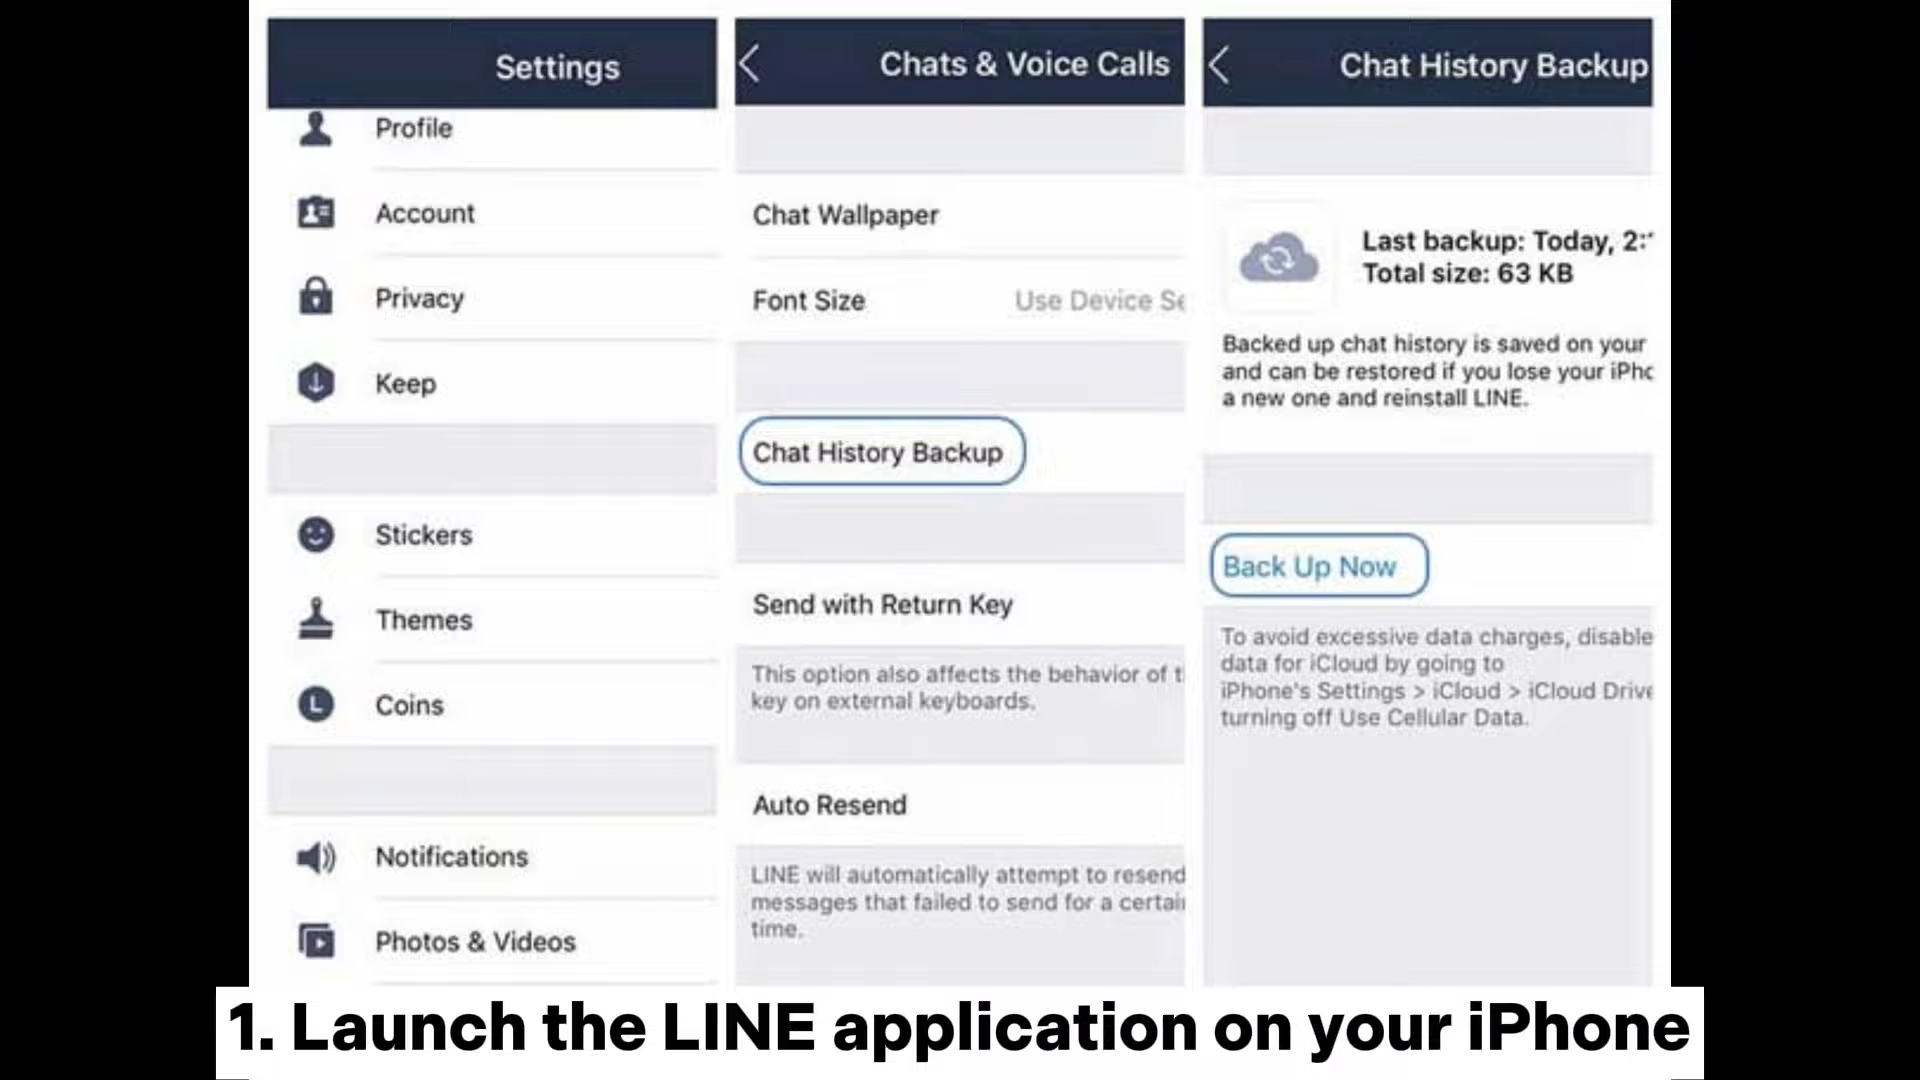 Settings
Profile
Account
Privacy
Keep
Stickers
Themes
Coins
Notifications
Photos & Videos
Chats & Voice Calls
Chat Wallpaper
Font Size Use Device
Chat History Backup
Send with Return Key
This option also affects the behavior of
key on external keyboards.
Auto Resend
LINE will automatically attempt to resend
messages that failed to send for a certain
time.
Chat History Backup
Last backup: Today, 2:
Total size: 63 KB
Backed up chat history is saved on your
and can be restored if you lose your
a new one and reinstall LINE.
Back Up Now
To avoid excessive data charges, disable
data for iCloud by going to
iPhone's Settings > iCloud > iCloud Drive
turning off Use Cellular Data.
1. Launch the LINE application on your iPhone